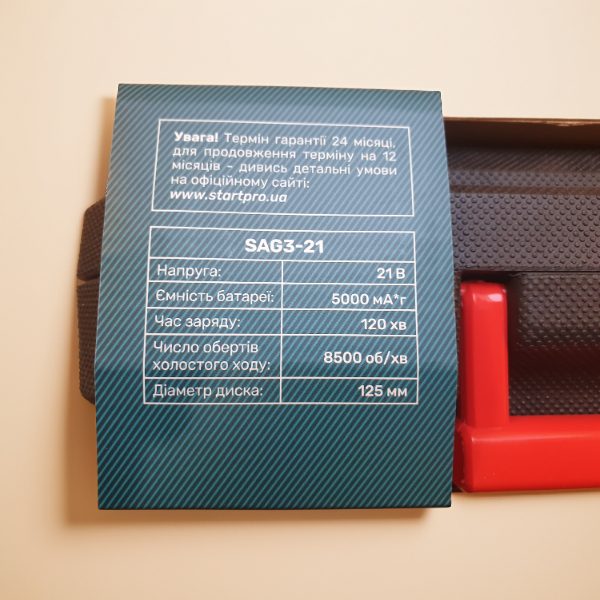 Увага! Термін гарантії 24 місяці,
для продовження терміну на 12
місяців - дивись детальні умови
на офіційному сайті:
www.startpro.ua
SAG3-21
Напруга: 21 В
Ємність батареї: 5000 мА*г
Час заряду: 120 хв
Число обертів
холостого ходу: 8500 об/хв
Діаметр диска: 125 мм